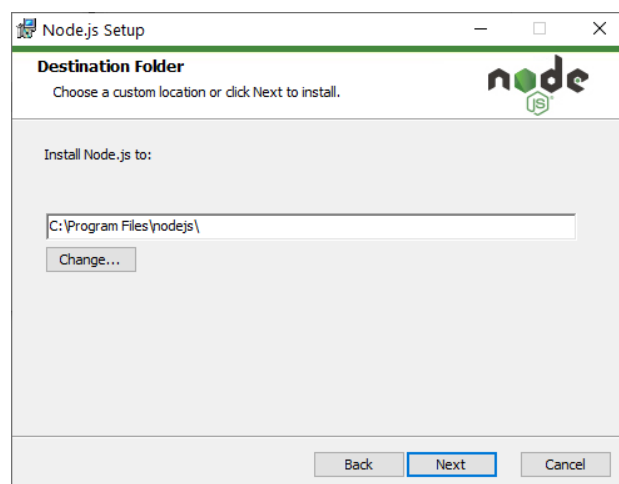 Node.js Setup
Destination Folder
Choose a custom location or click Next to install.
node
JS
Install Node.js to:
C:\Program Files\nodejs\
Change...
Back
Next
Cancel